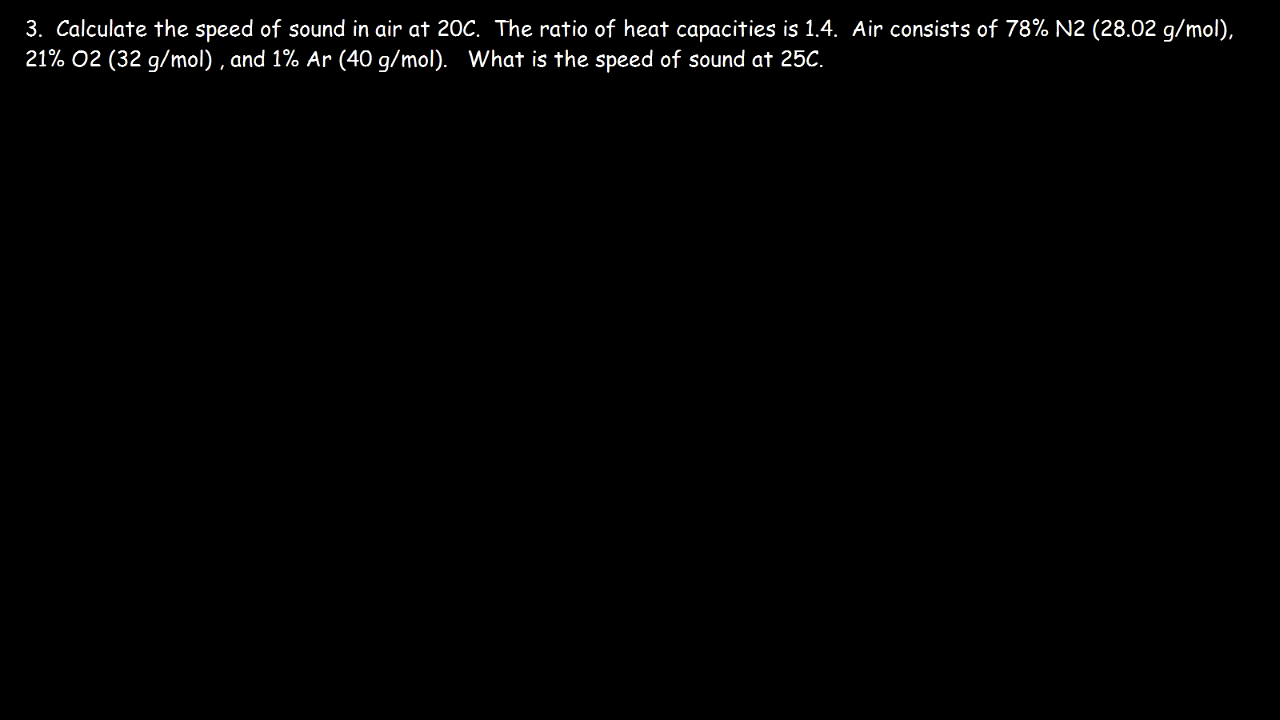 3.  Calculate the speed of sound in air at 20C.  The ratio of heat capacities is 1.4.  Air consists of 78% N2 (28.02 g/mol),
21% O2 (32 g/mol) , and 1% Ar (40 g/mol).   What is the speed of sound at 25C.